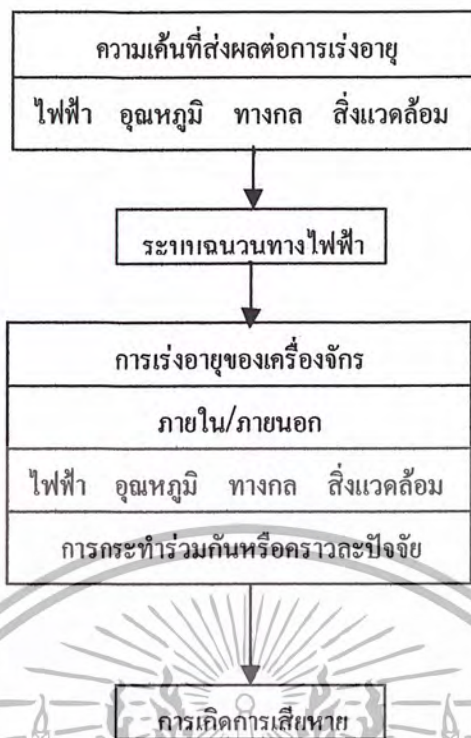 ความเค้นที่ส่งผลต่อการเร่งอายุ
ไฟฟ้า อุณหภูมิ ทางกล สิ่งแวดล้อม
ระบบฉนวนทางไฟฟ้า
การเร่งอายุของเครื่องจักร
ภายใน/ภายนอก
ไฟฟ้า อุณหภูมิ ทางกล สิ่งแวดล้อม
การกระทำร่วมกันหรือคราวละปัจจัย
การเกิดการเสียหาย